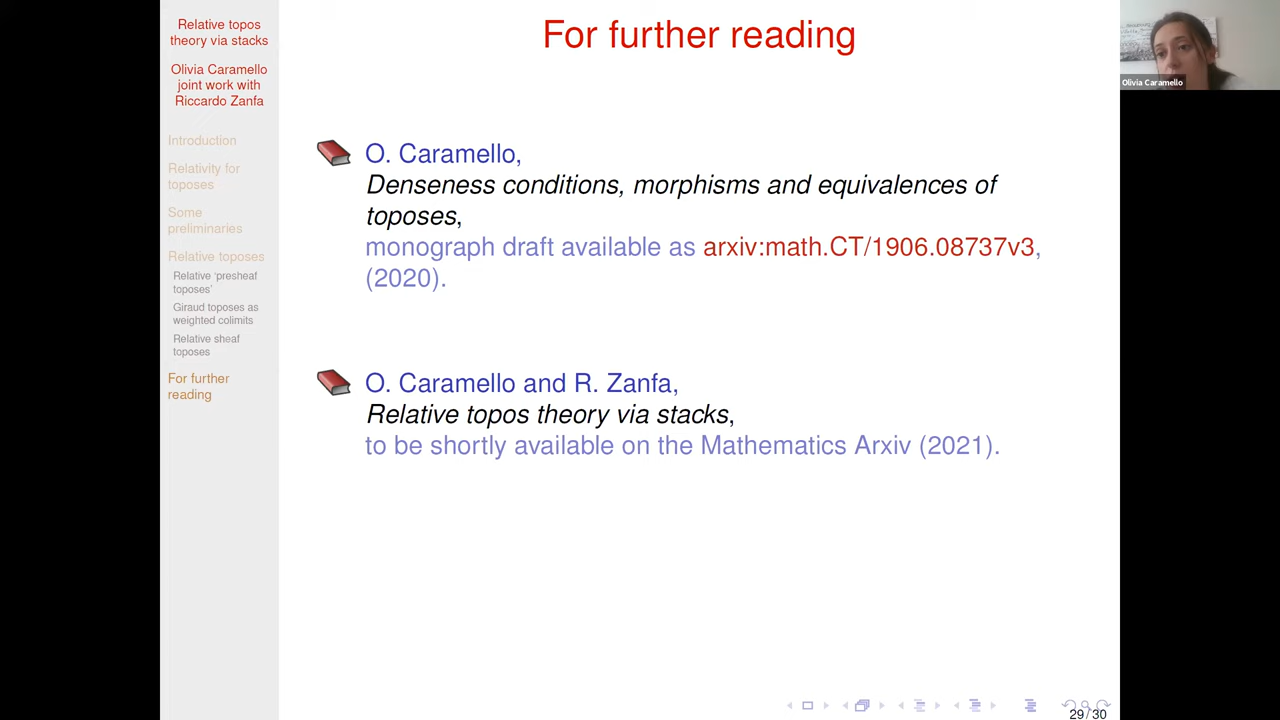 Relative topos
theory via stacks
Olivia Caramello
joint work with
Riccardo Zanfa
Introduction
Relativity for
toposes
Some
preliminaries
Relative toposes
Relative ‘presheaf
toposes’
Giraud toposes as
weighted colimits
Relative sheaf
toposes
For further
reading
For further reading
O. Caramello,
Denseness conditions, morphisms and equivalences of
toposes,
monograph draft available as arxiv:math.CT/1906.08737v3,
(2020).
O. Caramello and R. Zanfa,
Relative topos theory via stacks,
to be shortly available on the Mathematics Arxiv (2021).
29 / 30
Olivia Caramello